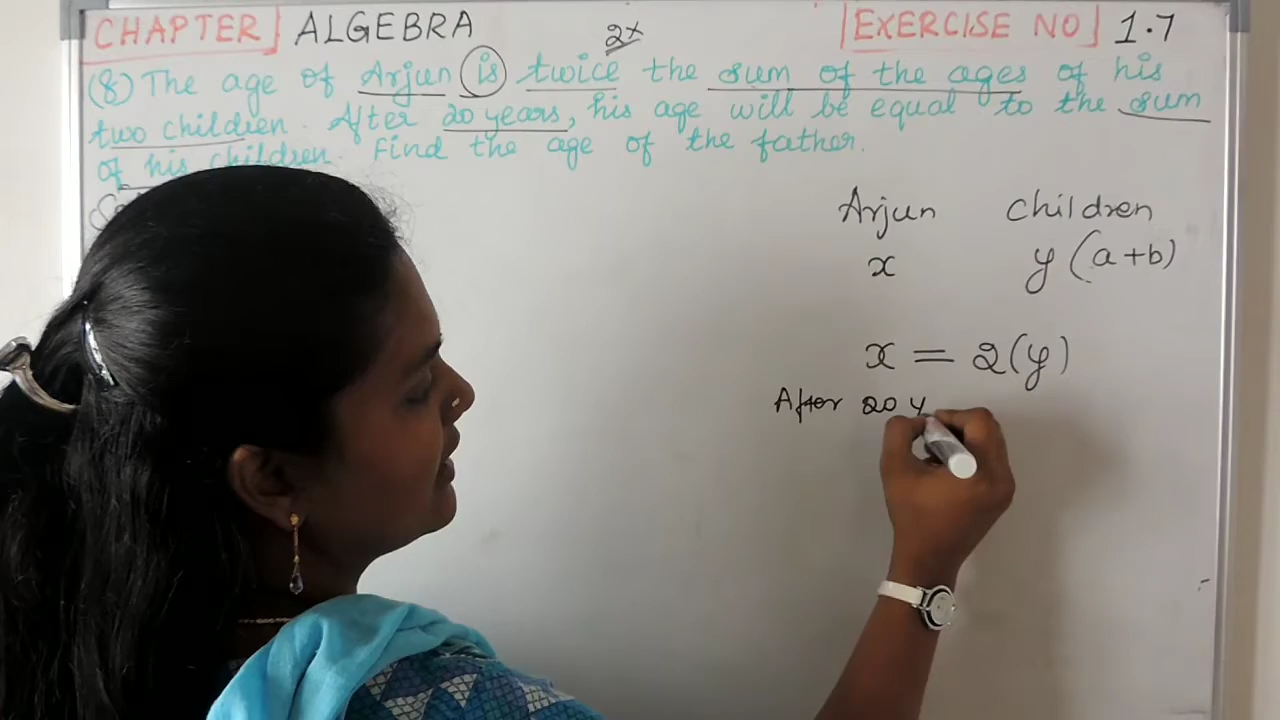 CHAPTER] ALGEBRA 2x [EXERCISE NO] 1.7
(8) The age of Arjun is twice the sum of the ages of his
two children. After 20 years, his age will be equal to the sum
of his children. Find the age of the father.
Arjun children
x y (a+b)
x = 2(y)
After 20 y